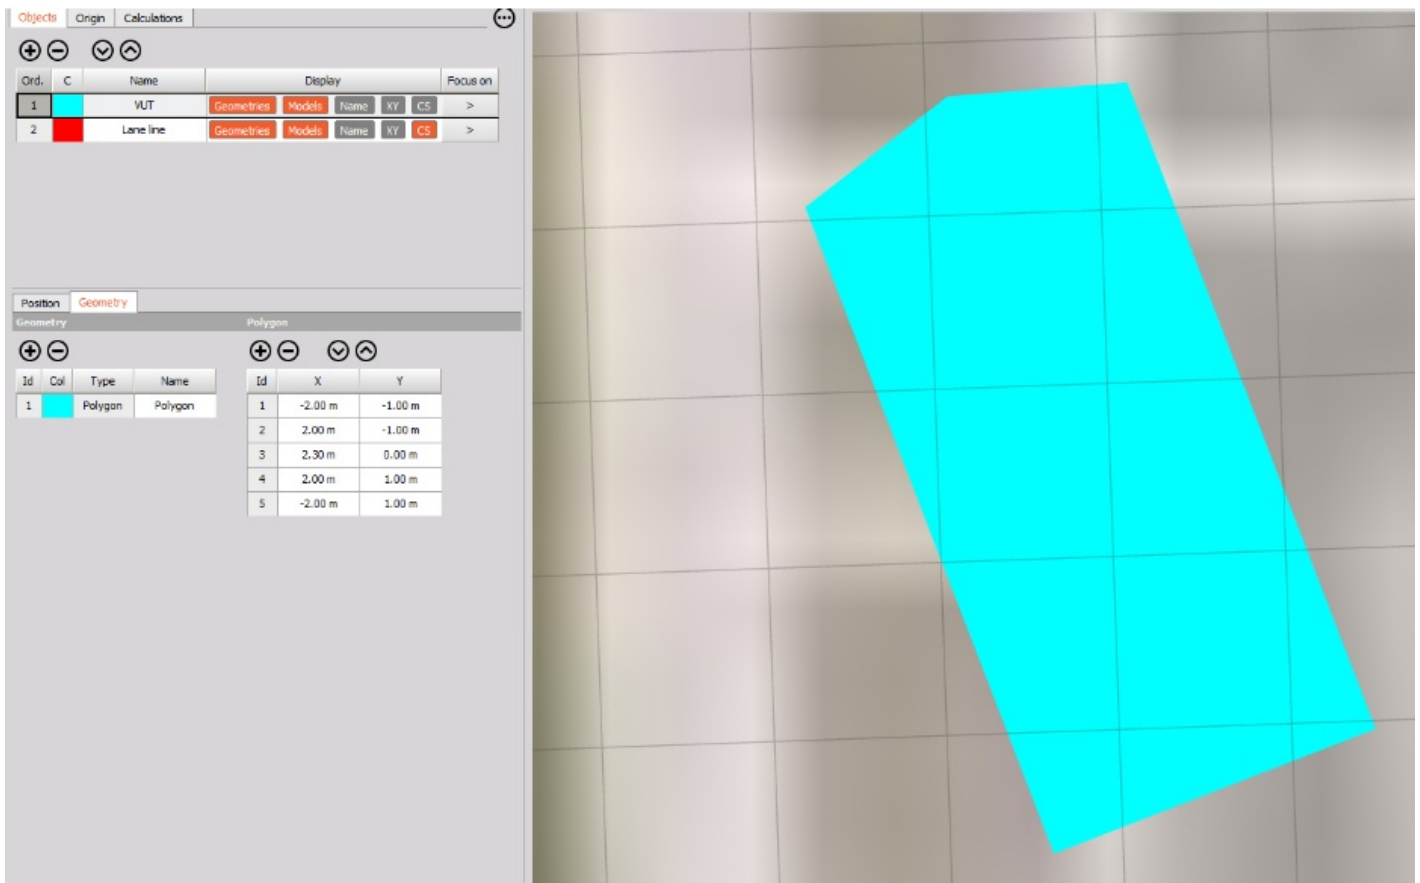 Objects Origin Calculations
Ord. C Name Display Focus on
1 VUT Geometries Models Name XY CS >
2 Lane line Geometries Models Name XY CS >
Position Geometry
Geometry Polygon
Id Col Type Name Id X Y
1 Polygon Polygon 1 -2.00 m -1.00 m
2 2.00 m -1.00 m
3 2.30 m 0.00 m
4 2.00 m 1.00 m
5 -2.00 m 1.00 m